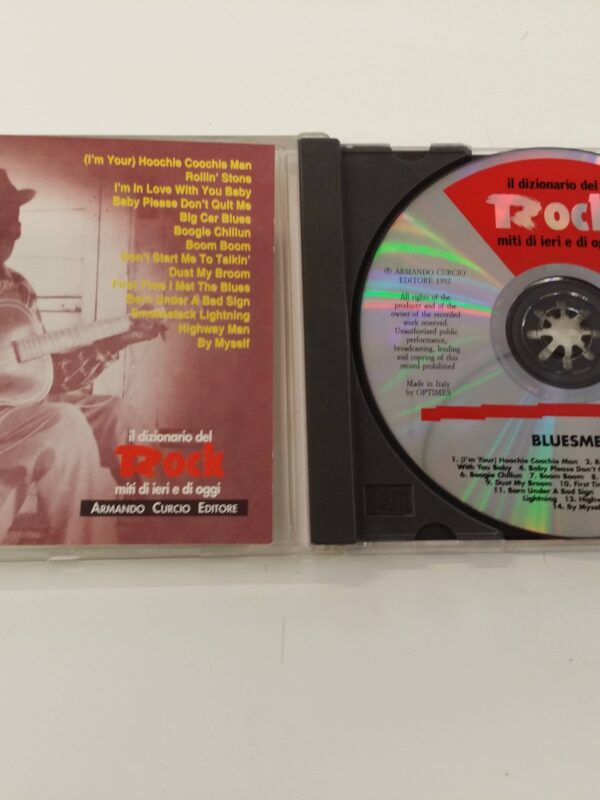 (I'm Your) Hoochie Coochie Man
Rollin' Stone
I'm In Love With You Baby
Baby Please Don't Quit Me
Big Car Blues
Boogie Chillun
Boom Boom
Don't Start Me To Talkin'
Dust My Broom
First Time I Met The Blues
Born Under A Bad Sign
Smokestack Lightning
Highway Man
By Myself
il dizionario del
Rock
miti di ieri e di oggi
ARMANDO CURCIO EDITORE
il dizionario del
Rock
miti di ieri e di o
℗ ARMANDO CURCIO
EDITORE 1992
All rights of the
producer and of the
owner of the recorded
work reserved.
Unauthorized public
performance,
broadcasting, lending
and copying of this
record prohibited
Made in Italy
by OPTIMES
BLUESME
1. (I'm Your) Hoochie Coochie Man 2. R
With You Baby 4. Baby Please Don't
6. Boogie Chillun 7. Boom Boom 8.
9. Dust My Broom 10. First Tim
11. Born Under A Bad Sign
Lightning 13. Highw
14. By Myse